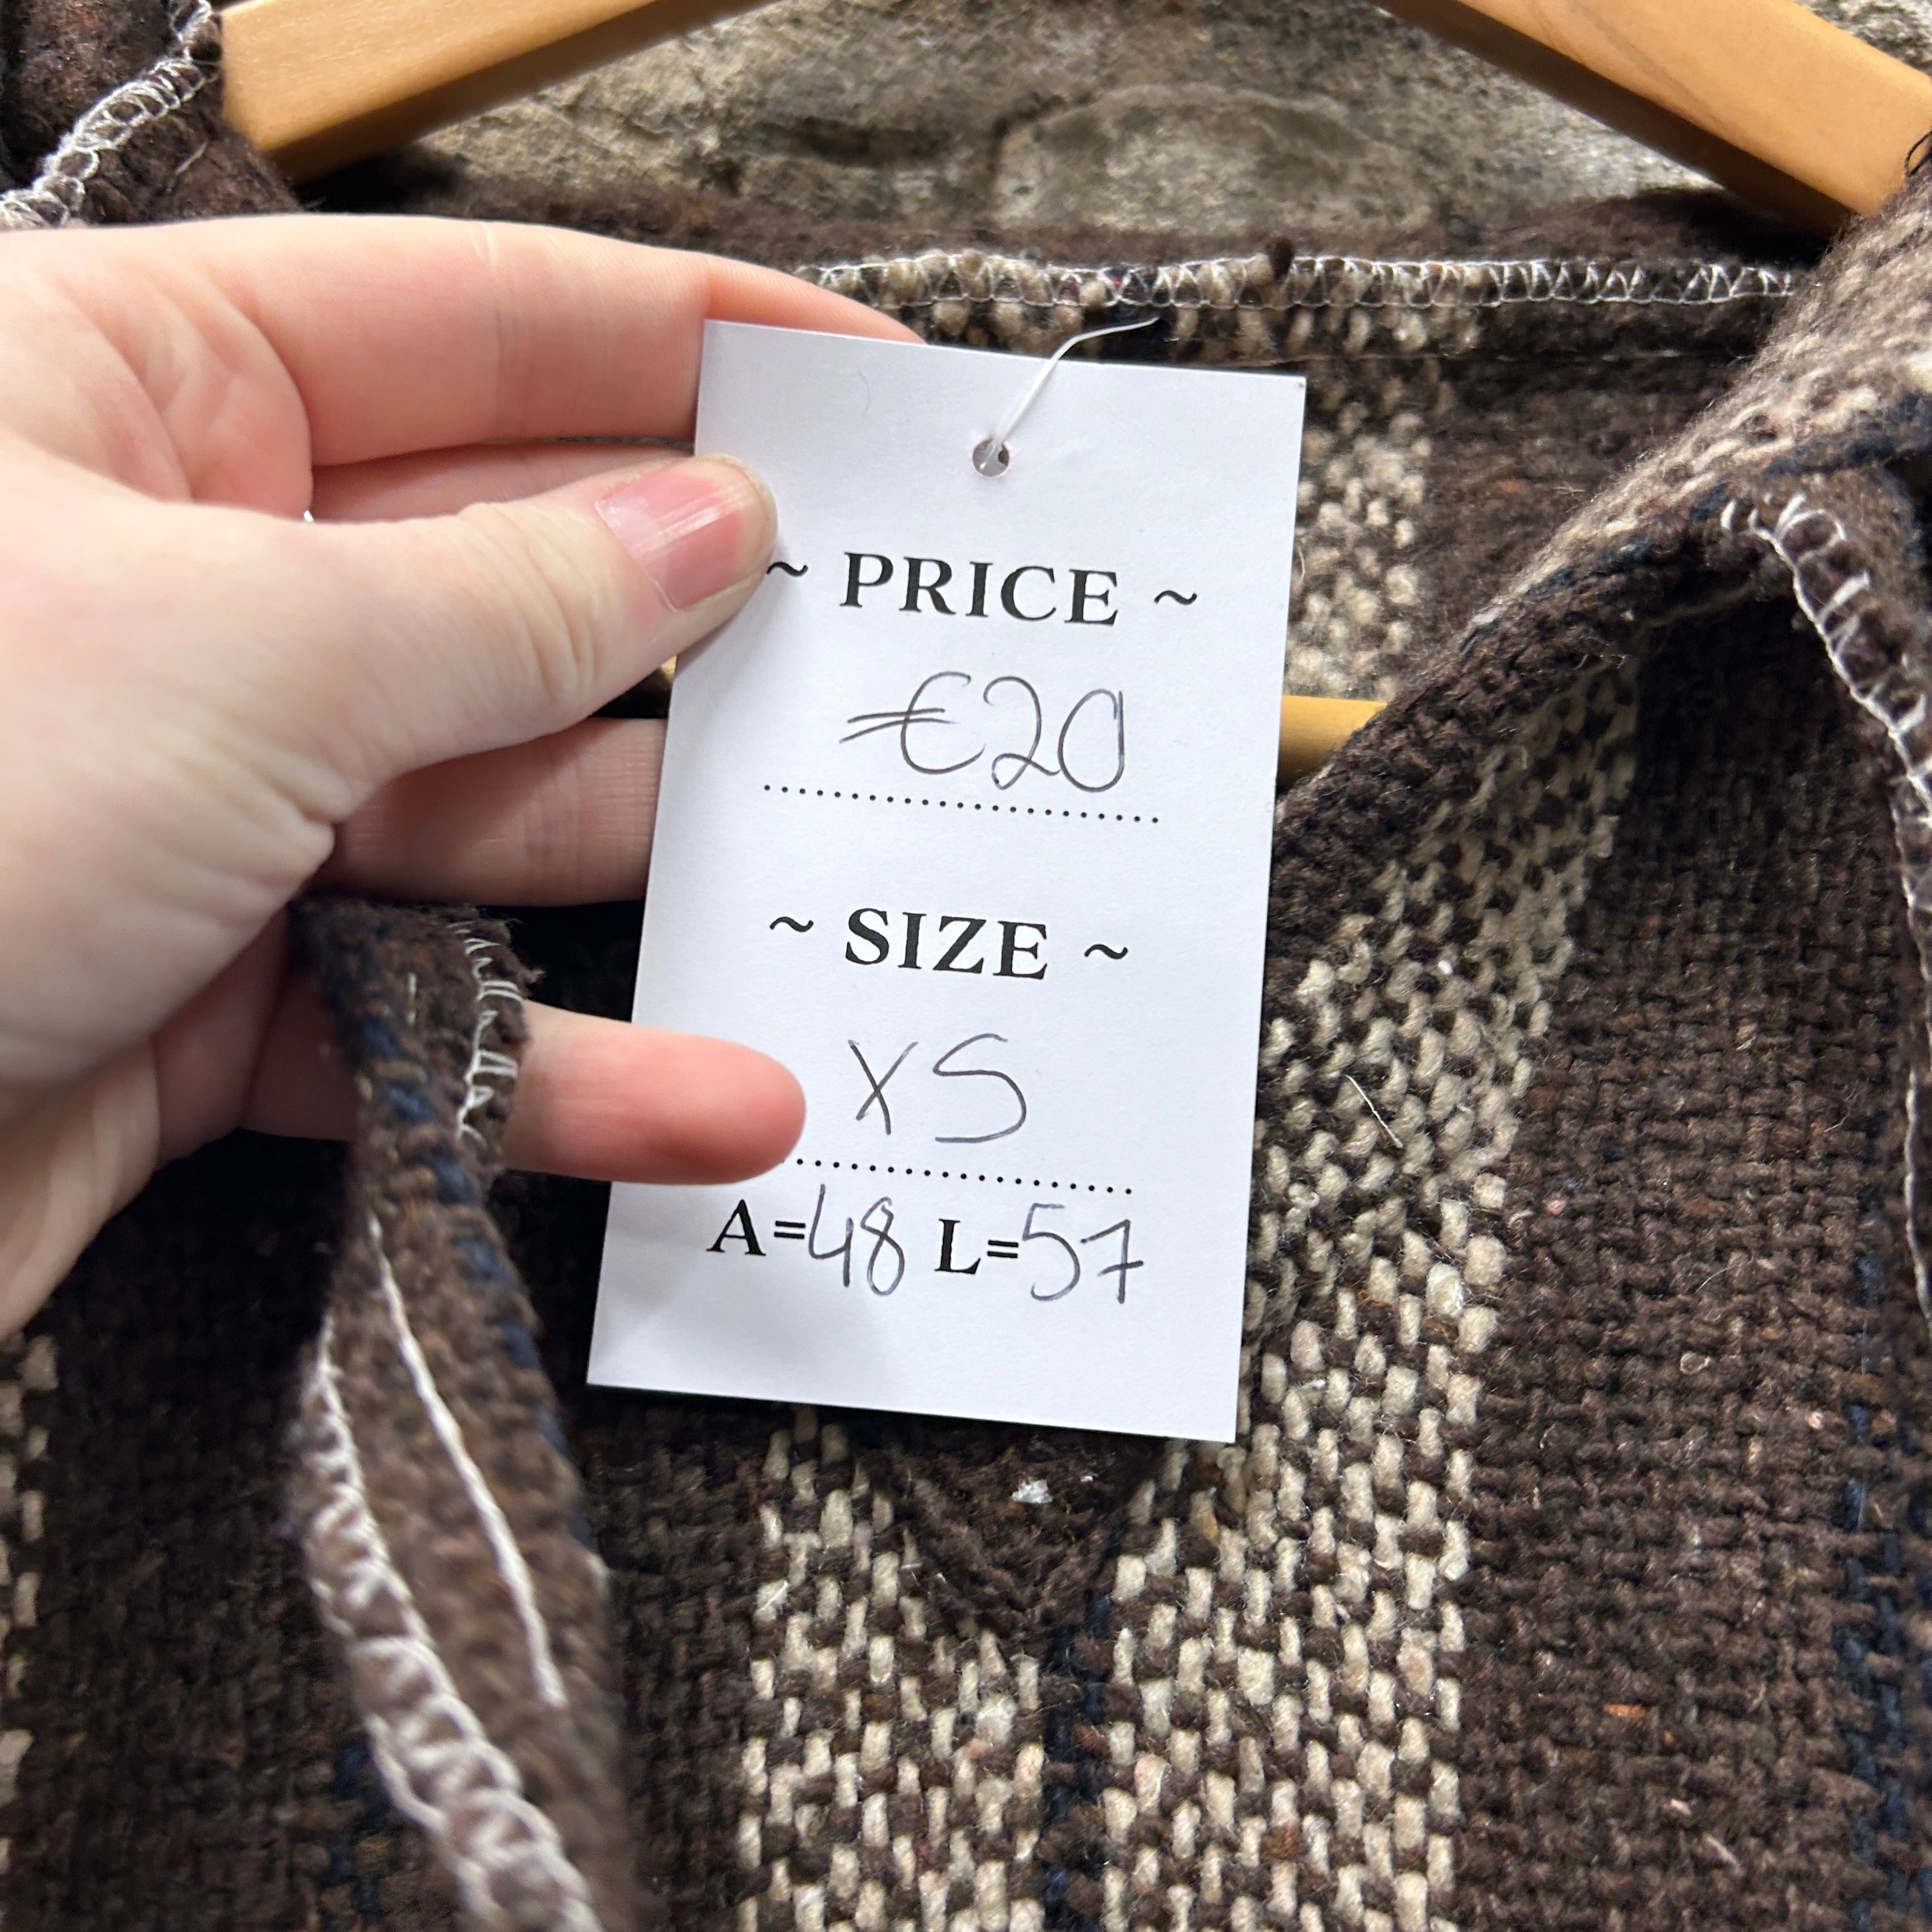 ~ PRICE ~
€20
~ SIZE ~
XS
A=48 L=57